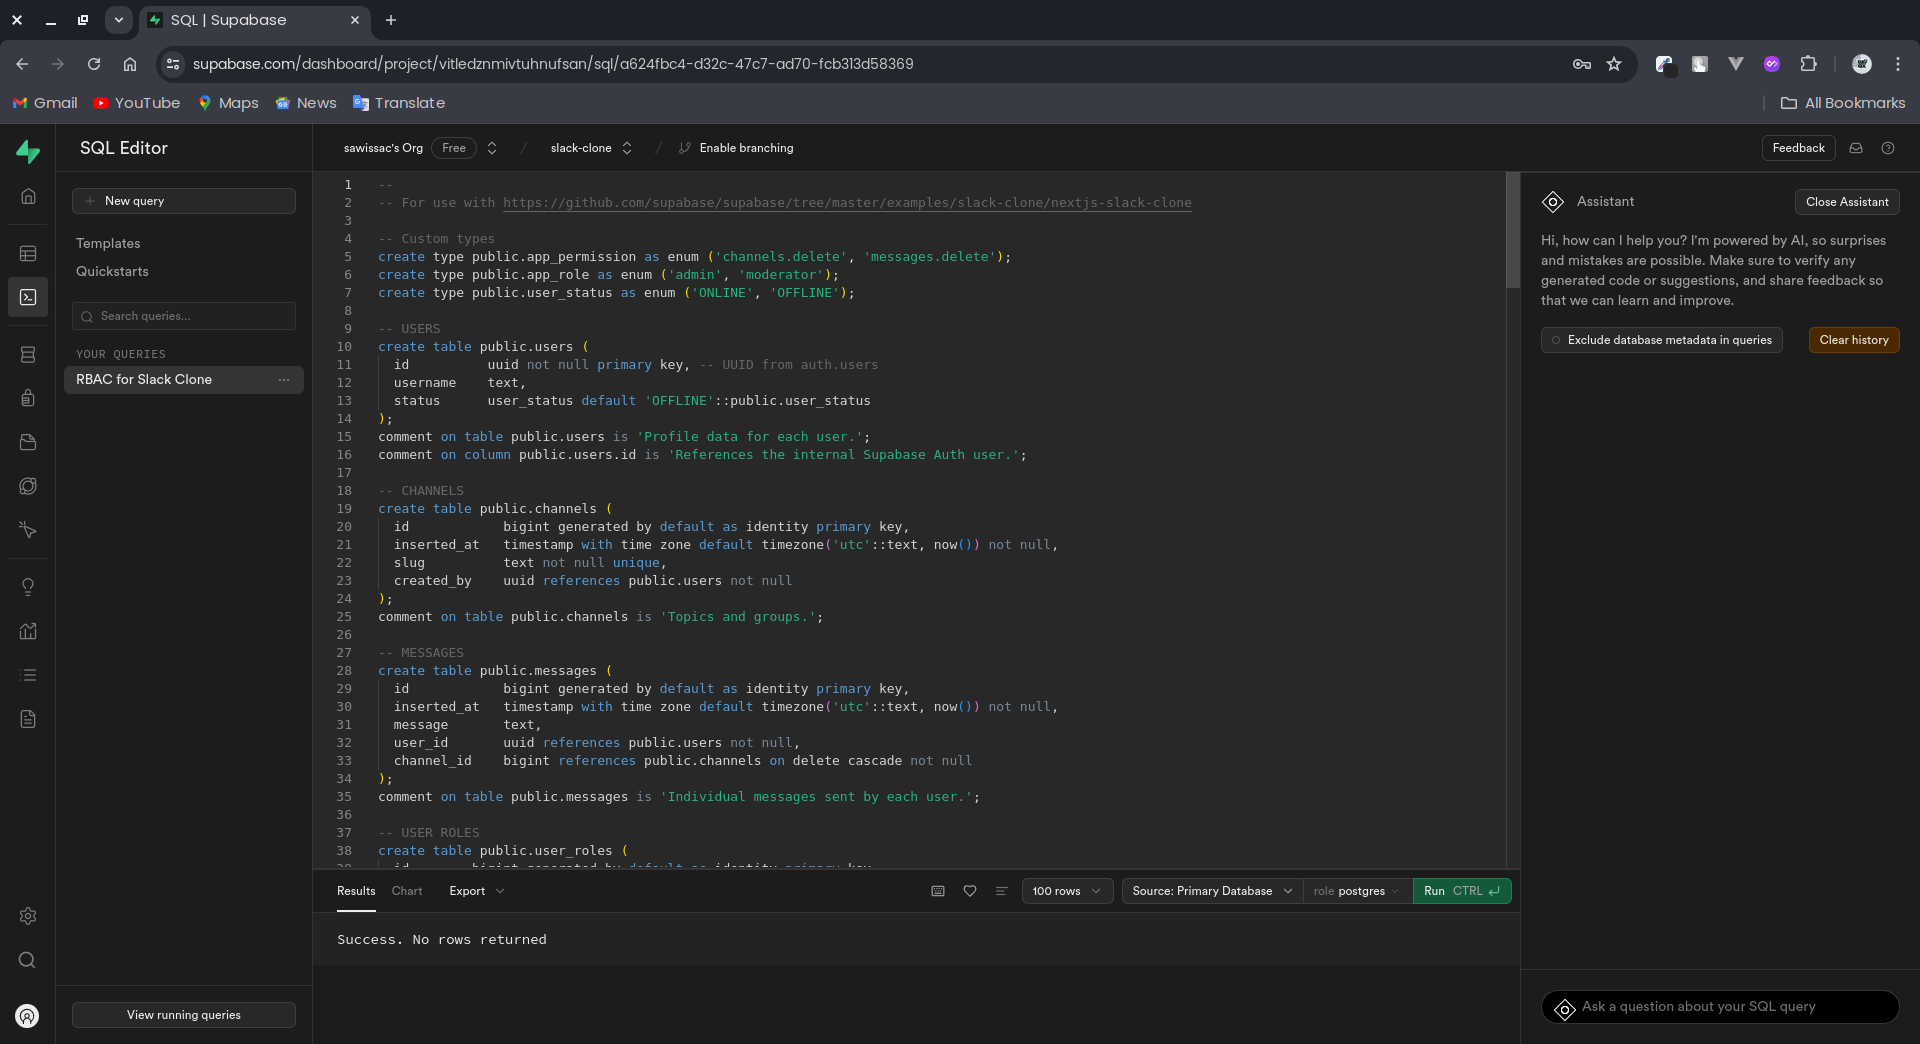 SQL | Supabase
supabase.com/dashboard/project/vitledznmivtuhnufsan/sql/a624fbc4-d32c-47c7-ad70-fcb313d58369
Gmail YouTube Maps News Translate All Bookmarks
SQL Editor
sawissac's Org Free / slack-clone / Enable branching Feedback
New query
Templates
Quickstarts
Search queries...
YOUR QUERIES
RBAC for Slack Clone ...
View running queries
1 --
2 -- For use with https://github.com/supabase/supabase/tree/master/examples/slack-clone/nextjs-slack-clone
3
4 -- Custom types
5 create type public.app_permission as enum ('channels.delete', 'messages.delete');
6 create type public.app_role as enum ('admin', 'moderator');
7 create type public.user_status as enum ('ONLINE', 'OFFLINE');
8
9 -- USERS
10 create table public.users (
11 id uuid not null primary key, -- UUID from auth.users
12 username text,
13 status user_status default 'OFFLINE'::public.user_status
14 );
15 comment on table public.users is 'Profile data for each user.';
16 comment on column public.users.id is 'References the internal Supabase Auth user.';
17
18 -- CHANNELS
19 create table public.channels (
20 id bigint generated by default as identity primary key,
21 inserted_at timestamp with time zone default timezone('utc'::text, now()) not null,
22 slug text not null unique,
23 created_by uuid references public.users not null
24 );
25 comment on table public.channels is 'Topics and groups.';
26
27 -- MESSAGES
28 create table public.messages (
29 id bigint generated by default as identity primary key,
30 inserted_at timestamp with time zone default timezone('utc'::text, now()) not null,
31 message text,
32 user_id uuid references public.users not null,
33 channel_id bigint references public.channels on delete cascade not null
34 );
35 comment on table public.messages is 'Individual messages sent by each user.';
36
37 -- USER ROLES
38 create table public.user_roles (
39 id bigint generated by default as identity primary key,
Results Chart Export 100 rows Source: Primary Database role postgres Run CTRL
Success. No rows returned
Assistant Close Assistant
Hi, how can I help you? I'm powered by AI, so surprises
and mistakes are possible. Make sure to verify any
generated code or suggestions, and share feedback so
that we can learn and improve.
Exclude database metadata in queries Clear history
Ask a question about your SQL query